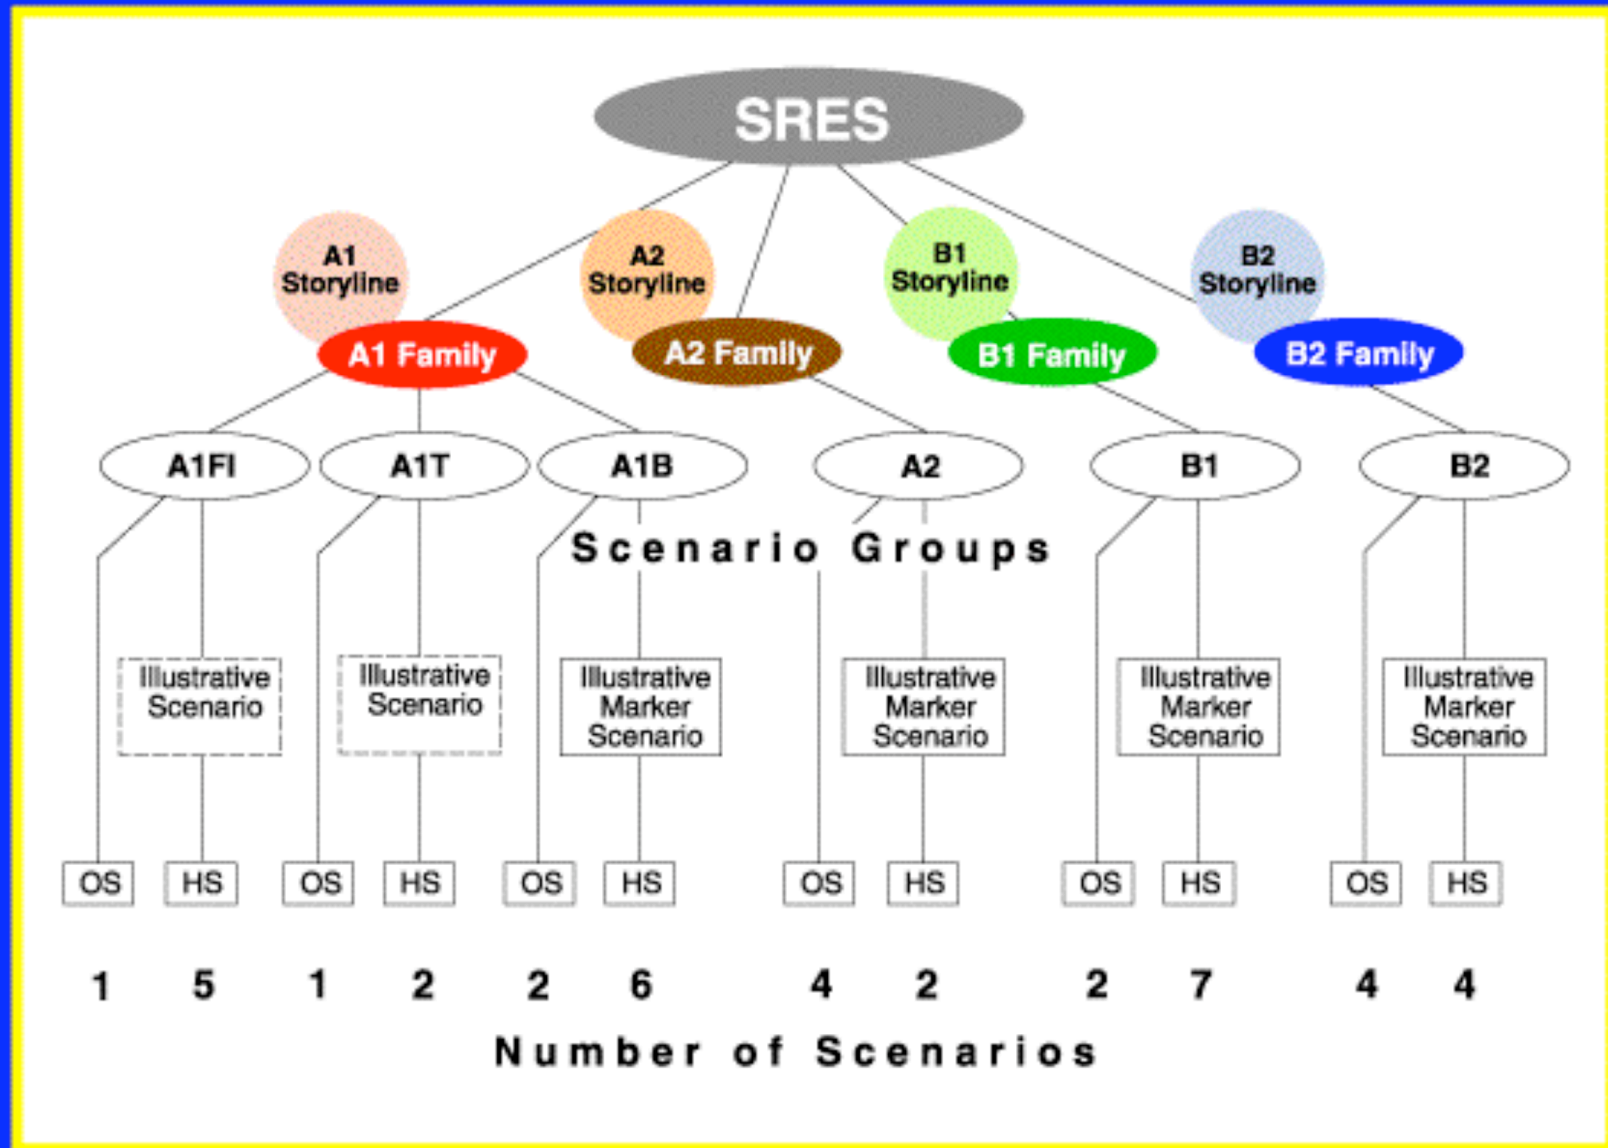 SRES
A1
Storyline
A2
Storyline
B1
Storyline
B2
Storyline
A1 Family
A2 Family
B1 Family
B2 Family
A1FI
A1T
A1B
A2
B1
B2
Scenario Groups
Illustrative
Scenario
Illustrative
Scenario
Illustrative
Marker
Scenario
Illustrative
Marker
Scenario
Illustrative
Marker
Scenario
Illustrative
Marker
Scenario
OS HS OS HS OS HS OS HS OS HS OS HS
1 5 1 2 2 6 4 2 2 7 4 4
Number of Scenarios